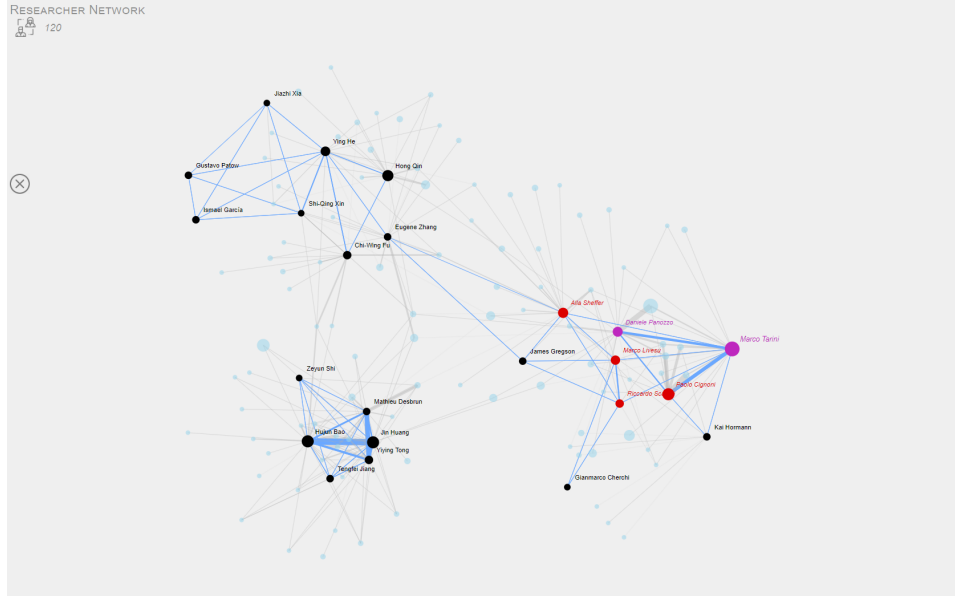 RESEARCHER NETWORK
120
Jiazhi Xia
Ying He
Gustavo Patow
Hong Qin
Ismael García
Shi-Qing Xin
Eugene Zhang
Chi-Wing Fu
Alla Sheffer
Daniele Panozzo
Marco Tarini
James Gregson
Marco Livesu
Zeyun Shi
Paolo Cignoni
Riccardo
Mathieu Desbrun
Kai Hormann
Hujun Bao
Jin Huang
Yiying Tong
Tengfei Jiang
Gianmarco Cherchi